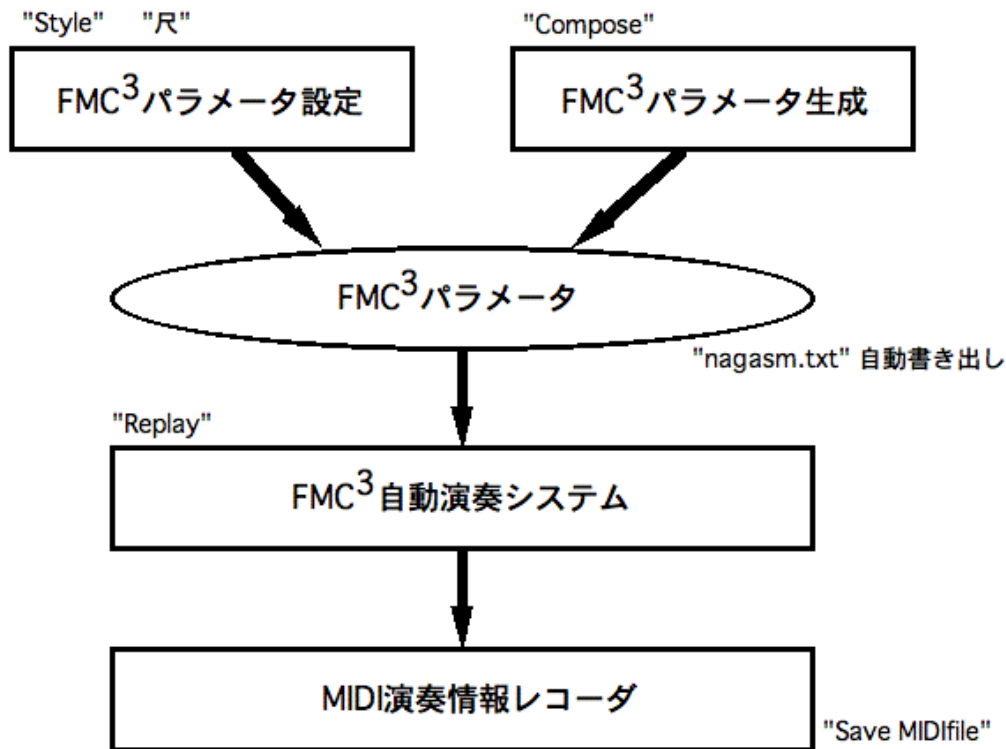 "Style" "尺"
"Compose"
FMC³パラメータ設定
FMC³パラメータ生成
FMC³パラメータ
"nagasm.txt" 自動書き出し
"Replay"
FMC³自動演奏システム
MIDI演奏情報レコーダ
"Save MIDIfile"